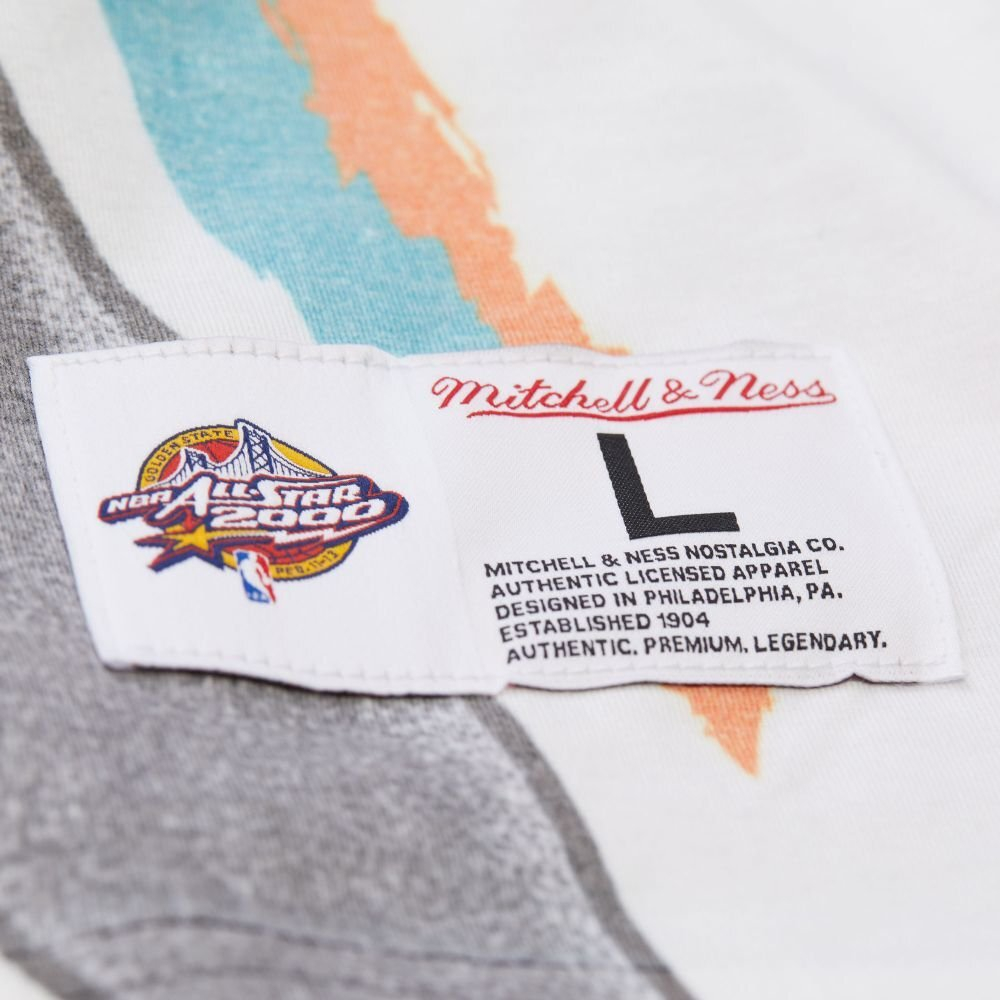 GOLDEN STATE
NBA ALL-STAR
2000
FEB. 11-13
Mitchell & Ness
L
MITCHELL & NESS NOSTALGIA CO.
AUTHENTIC LICENSED APPAREL
DESIGNED IN PHILADELPHIA, PA.
ESTABLISHED 1904
AUTHENTIC. PREMIUM. LEGENDARY.